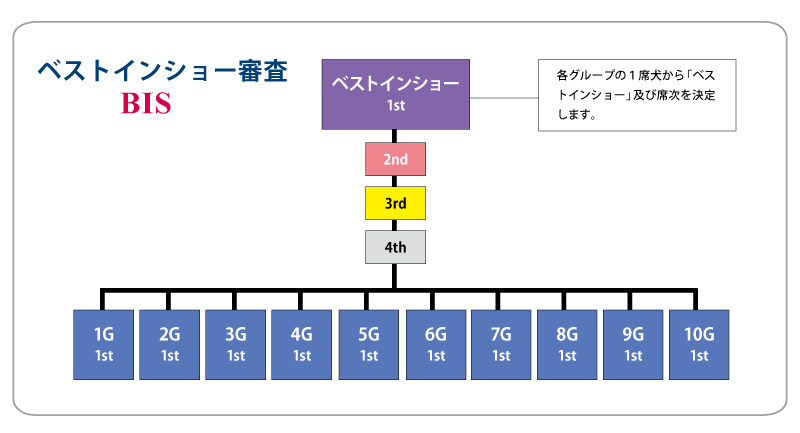 ベストインショー審査
BIS
ベストインショー
1st
各グループの１席犬から「ベス
トインショー」及び席次を決定
します。
2nd
3rd
4th
1G 2G 3G 4G 5G 6G 7G 8G 9G 10G
1st 1st 1st 1st 1st 1st 1st 1st 1st 1st